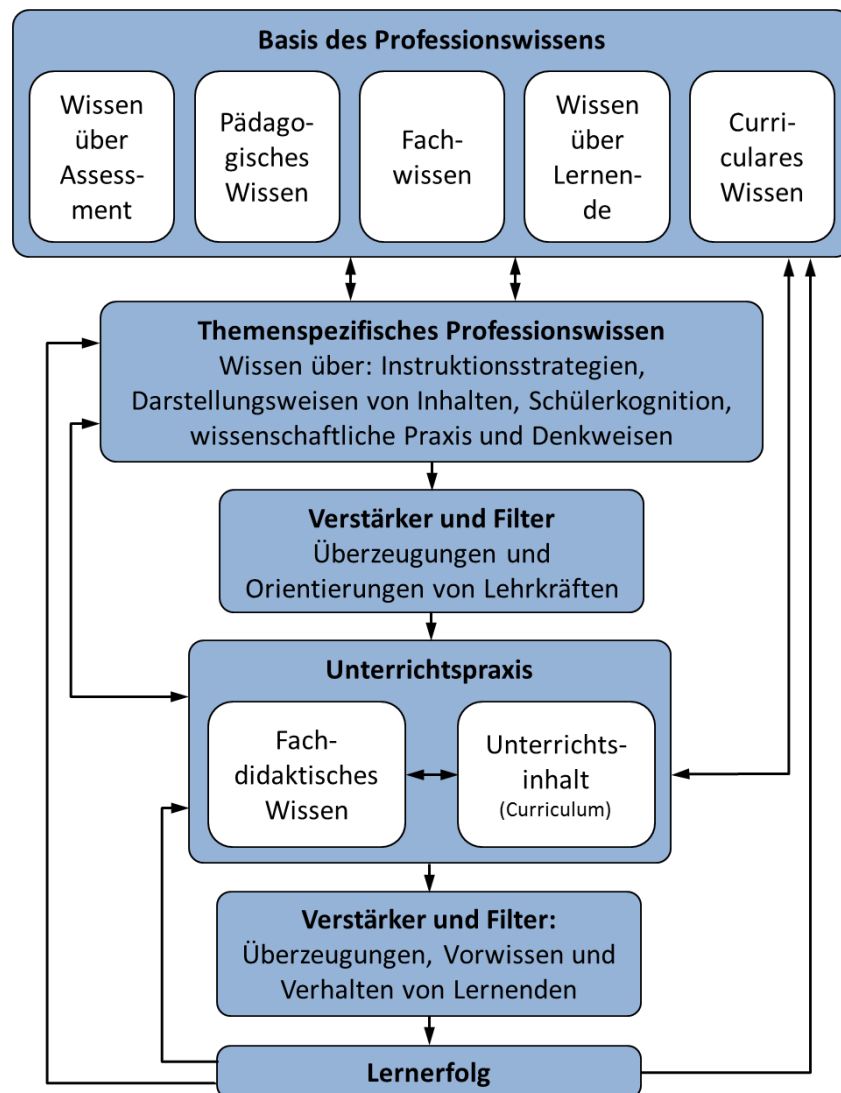 Basis des Professionswissens
Wissen
über
Assess-
ment
Pädago-
gisches
Wissen
Fach-
wissen
Wissen
über
Lernen-
de
Curri-
culares
Wissen
Themenspezifisches Professionswissen
Wissen über: Instruktionsstrategien,
Darstellungsweisen von Inhalten, Schülerkognition,
wissenschaftliche Praxis und Denkweisen
Verstärker und Filter
Überzeugungen und
Orientierungen von Lehrkräften
Unterrichtspraxis
Fach-
didaktisches
Wissen
Unterrichts-
inhalt
(Curriculum)
Verstärker und Filter:
Überzeugungen, Vorwissen und
Verhalten von Lernenden
Lernerfolg